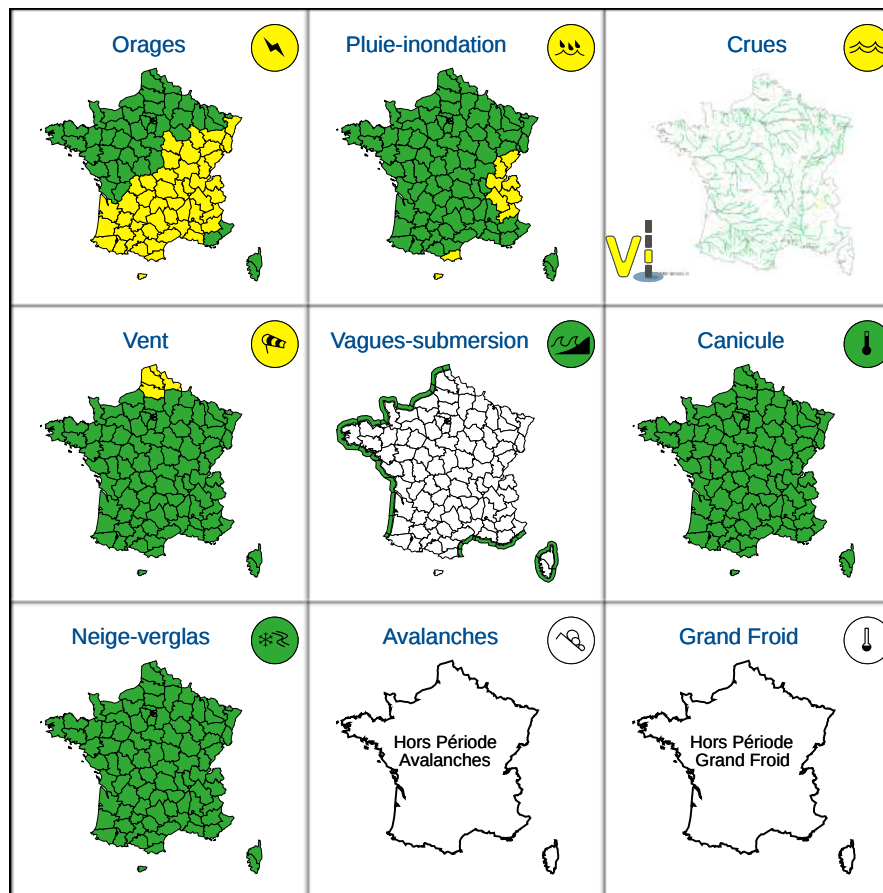 Orages
Pluie-inondation
Crues
Vi
Vent
Vagues-submersion
Canicule
Neige-verglas
Avalanches
Grand Froid
Hors Période
Avalanches
Hors Période
Grand Froid